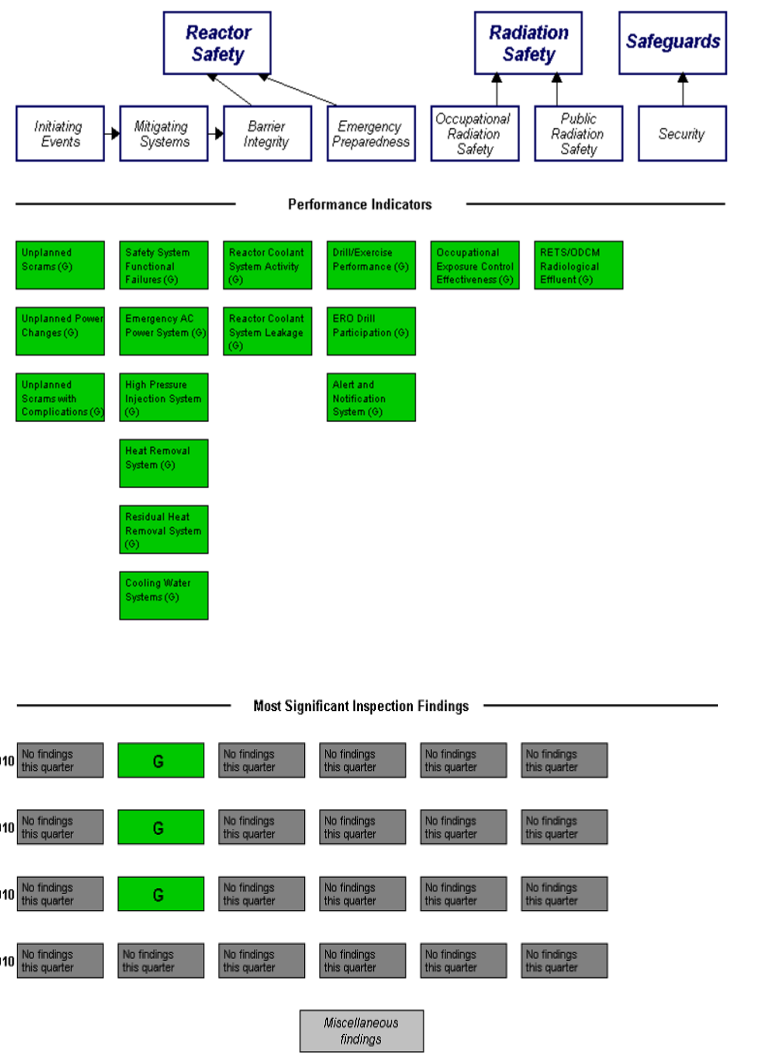 Reactor
Safety
Radiation
Safety
Safeguards
Initiating
Events
Mitigating
Systems
Barrier
Integrity
Emergency
Preparedness
Occupational
Radiation
Safety
Public
Radiation
Safety
Security
Performance Indicators
Unplanned
Scrams (G)
Safety System
Functional
Failures (G)
Reactor Coolant
System Activity
(G)
Drill/Exercise
Performance (G)
Occupational
Exposure Control
Effectiveness (G)
RETS/ODCM
Radiological
Effluent (G)
Unplanned Power
Changes (G)
Emergency AC
Power System (G)
Reactor Coolant
System Leakage
(G)
ERO Drill
Participation (G)
Unplanned
Scrams with
Complications (G)
High Pressure
Injection System
(G)
Alert and
Notification
System (G)
Heat Removal
System (G)
Residual Heat
Removal System
(G)
Cooling Water
Systems (G)
Most Significant Inspection Findings
10
No findings
this quarter
G
No findings
this quarter
No findings
this quarter
No findings
this quarter
No findings
this quarter
10
No findings
this quarter
G
No findings
this quarter
No findings
this quarter
No findings
this quarter
No findings
this quarter
10
No findings
this quarter
G
No findings
this quarter
No findings
this quarter
No findings
this quarter
No findings
this quarter
10
No findings
this quarter
No findings
this quarter
No findings
this quarter
No findings
this quarter
No findings
this quarter
No findings
this quarter
Miscellaneous
findings